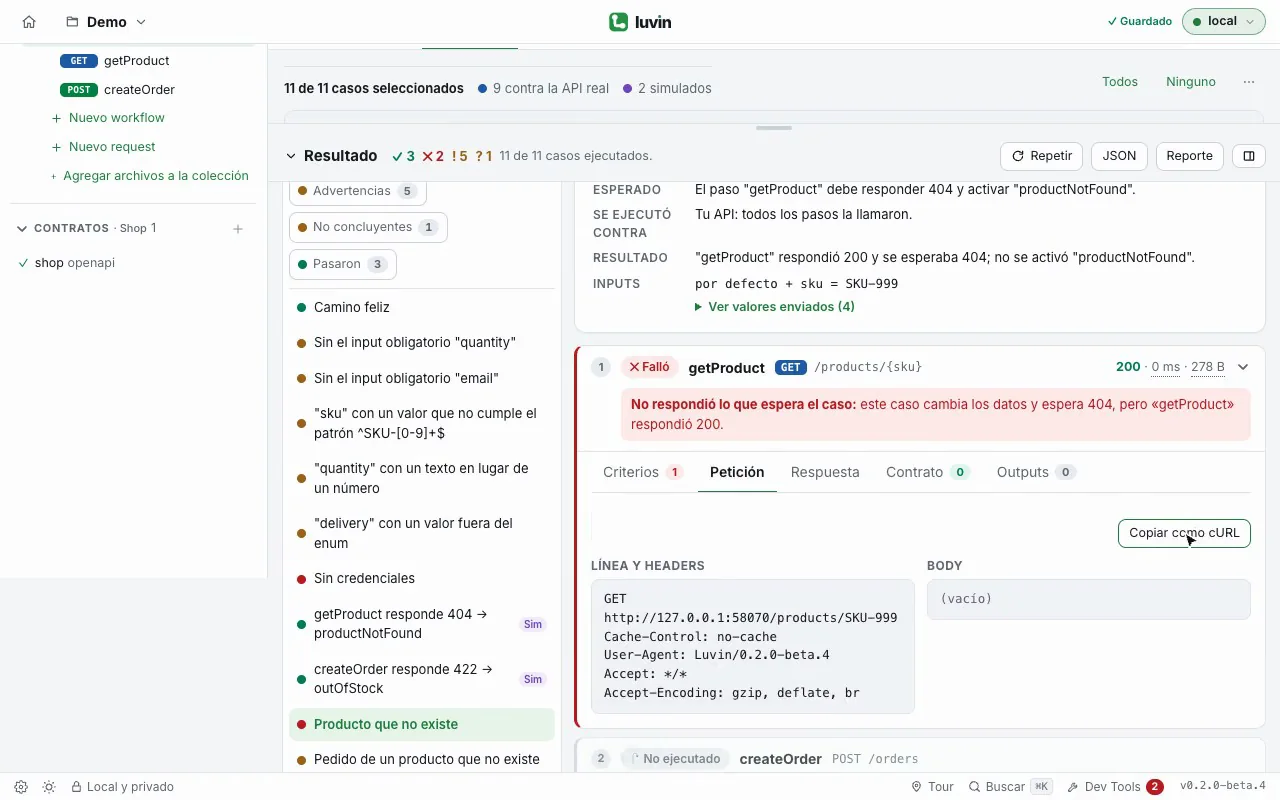 Demo
luvin
Guardado
local
GET getProduct
POST createOrder
+ Nuevo workflow
+ Nuevo request
+ Agregar archivos a la colección
CONTRATOS · Shop 1 +
shop openapi
11 de 11 casos seleccionados 9 contra la API real 2 simulados
Todos Ninguno ···
Resultado ✓ 3 ✕ 2 ! 5 ? 1 11 de 11 casos ejecutados.
Repetir JSON Reporte
Advertencias 5
No concluyentes 1
Pasaron 3
Camino feliz
Sin el input obligatorio "quantity"
Sin el input obligatorio "email"
"sku" con un valor que no cumple el
patrón ^SKU-[0-9]+$
"quantity" con un texto en lugar de
un número
"delivery" con un valor fuera del
enum
Sin credenciales
getProduct responde 404 →
productNotFound Sim
createOrder responde 422 →
outOfStock Sim
Producto que no existe
Pedido de un producto que no existe
ESPERADO El paso "getProduct" debe responder 404 y activar "productNotFound".
SE EJECUTÓ
CONTRA Tu API: todos los pasos la llamaron.
RESULTADO "getProduct" respondió 200 y se esperaba 404; no se activó "productNotFound".
INPUTS por defecto + sku = SKU-999
Ver valores enviados (4)
1 Falló getProduct GET /products/{sku} 200 · 0 ms · 278 B
No respondió lo que espera el caso: este caso cambia los datos y espera 404, pero «getProduct»
respondió 200.
Criterios 1 Petición Respuesta Contrato 0 Outputs 0
Copiar como cURL
LÍNEA Y HEADERS
GET
http://127.0.0.1:58070/products/SKU-999
Cache-Control: no-cache
User-Agent: Luvin/0.2.0-beta.4
Accept: */*
Accept-Encoding: gzip, deflate, br
BODY
(vacío)
2 No ejecutado createOrder POST /orders
Local y privado
Tour Buscar ⌘K Dev Tools 2 v0.2.0-beta.4